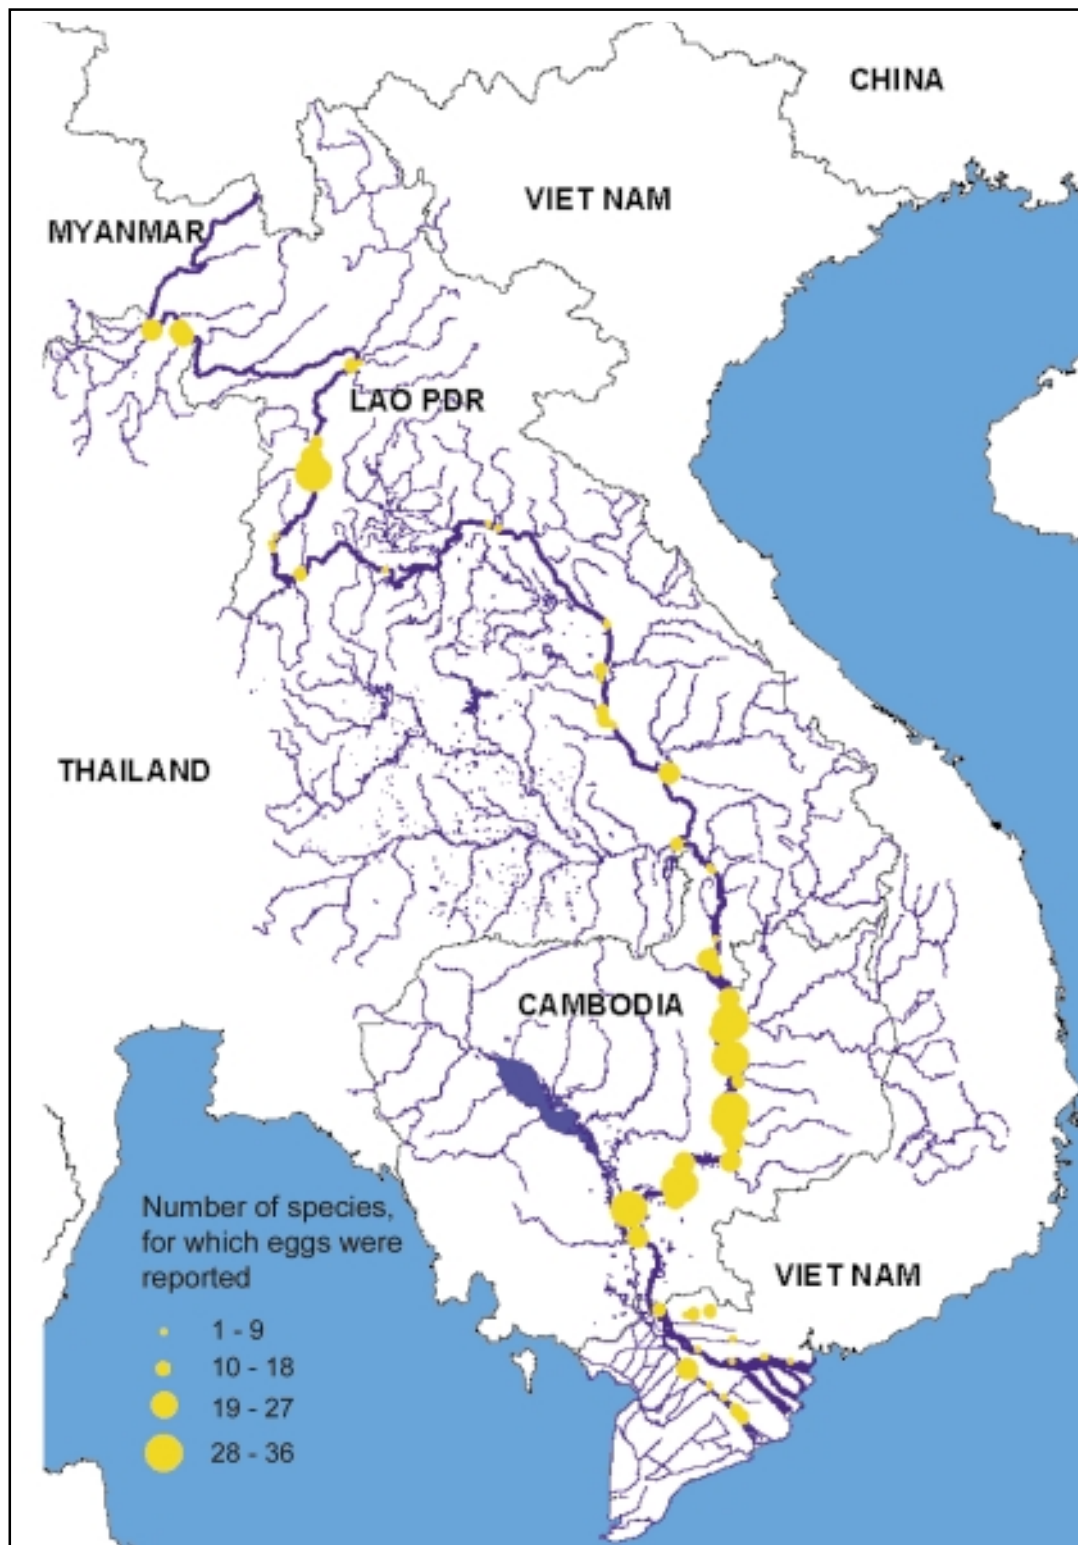 CHINA
VIET NAM
MYANMAR
LAO PDR
THAILAND
CAMBODIA
Number of species,
for which eggs were
reported
VIET NAM
1 - 9
10 - 18
19 - 27
28 - 36